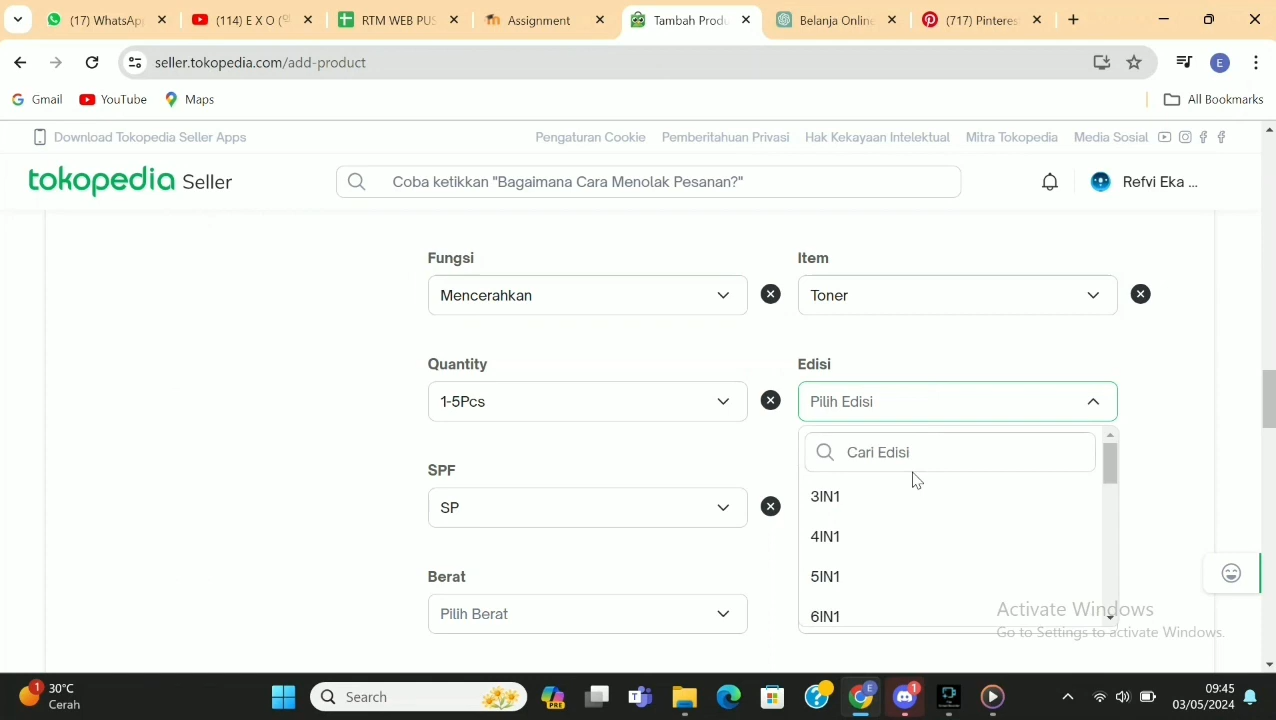 (17) WhatsAp
(114) E X O (
RTM WEB PUS
Assignment
Tambah Produ
Belanja Online
(717) Pinteres
seller.tokopedia.com/add-product
E
Gmail
YouTube
Maps
All Bookmarks
Download Tokopedia Seller Apps
Pengaturan Cookie
Pemberitahuan Privasi
Hak Kekayaan Intelektual
Mitra Tokopedia
Media Sosial
tokopedia Seller
Coba ketikkan "Bagaimana Cara Menolak Pesanan?"
Refvi Eka ...
Fungsi
Item
Mencerahkan
Toner
Quantity
Edisi
1-5Pcs
Pilih Edisi
Cari Edisi
SPF
3IN1
SP
4IN1
Berat
5IN1
Pilih Berat
6IN1
Activate Windows
Go to Settings to activate Windows.
1
30°C
Cerah
Search
PRE
E
1
09:45
03/05/2024